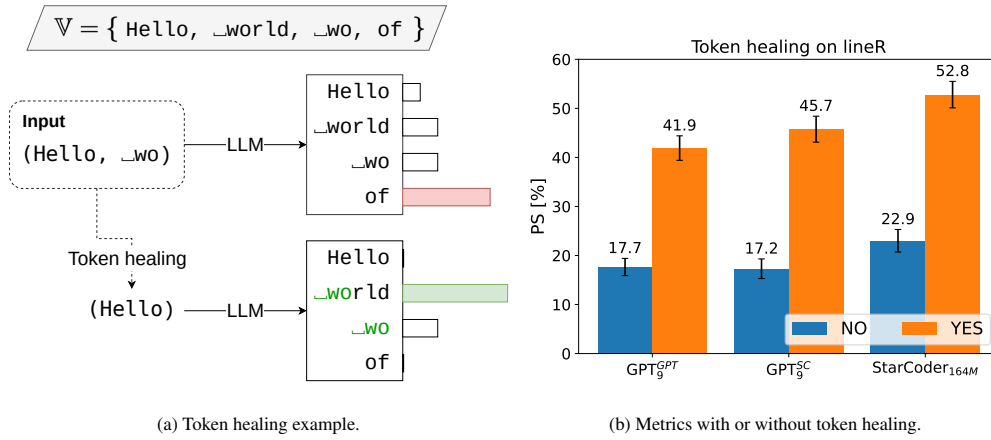 𝕍 = { Hello, ␣world, ␣wo, of }
Input
(Hello, ␣wo)
LLM
Hello
␣world
␣wo
of
Token healing
(Hello)
LLM
Hello
␣world
␣wo
of
(a) Token healing example.
Token healing on lineR
PS [%]
60
50
40
30
20
10
0
17.7
41.9
17.2
45.7
22.9
52.8
NO
YES
GPT₉ᴳᴾᵀ
GPT₉ˢᶜ
StarCoder₁₆₄M
(b) Metrics with or without token healing.